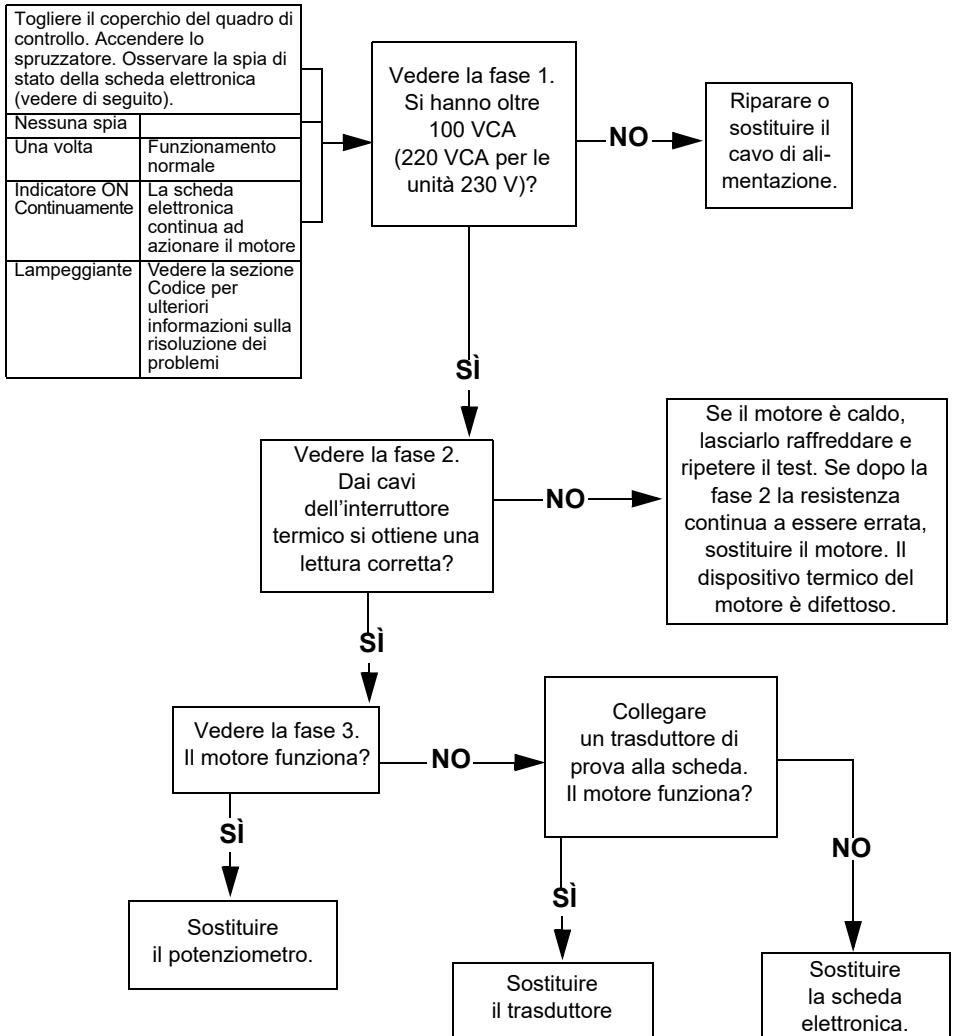 Togliere il coperchio del quadro di
controllo. Accendere lo
spruzzatore. Osservare la spia di
stato della scheda elettronica
(vedere di seguito).
Nessuna spia
Una volta
Funzionamento
normale
Indicatore ON
Continuamente
La scheda
elettronica
continua ad
azionare il motore
Lampeggiante
Vedere la sezione
Codice per
ulteriori
informazioni sulla
risoluzione dei
problemi
Vedere la fase 1.
Si hanno oltre
100 VCA
(220 VCA per le
unità 230 V)?
NO
Riparare o
sostituire il
cavo di ali-
mentazione.
SÌ
Vedere la fase 2.
Dai cavi
dell'interruttore
termico si ottiene una
lettura corretta?
NO
Se il motore è caldo,
lasciarlo raffreddare e
ripetere il test. Se dopo la
fase 2 la resistenza
continua a essere errata,
sostituire il motore. Il
dispositivo termico del
motore è difettoso.
SÌ
Vedere la fase 3.
Il motore funziona?
NO
Collegare
un trasduttore di
prova alla scheda.
Il motore funziona?
SÌ
Sostituire
il potenziometro.
SÌ
Sostituire
il trasduttore
NO
Sostituire
la scheda
elettronica.